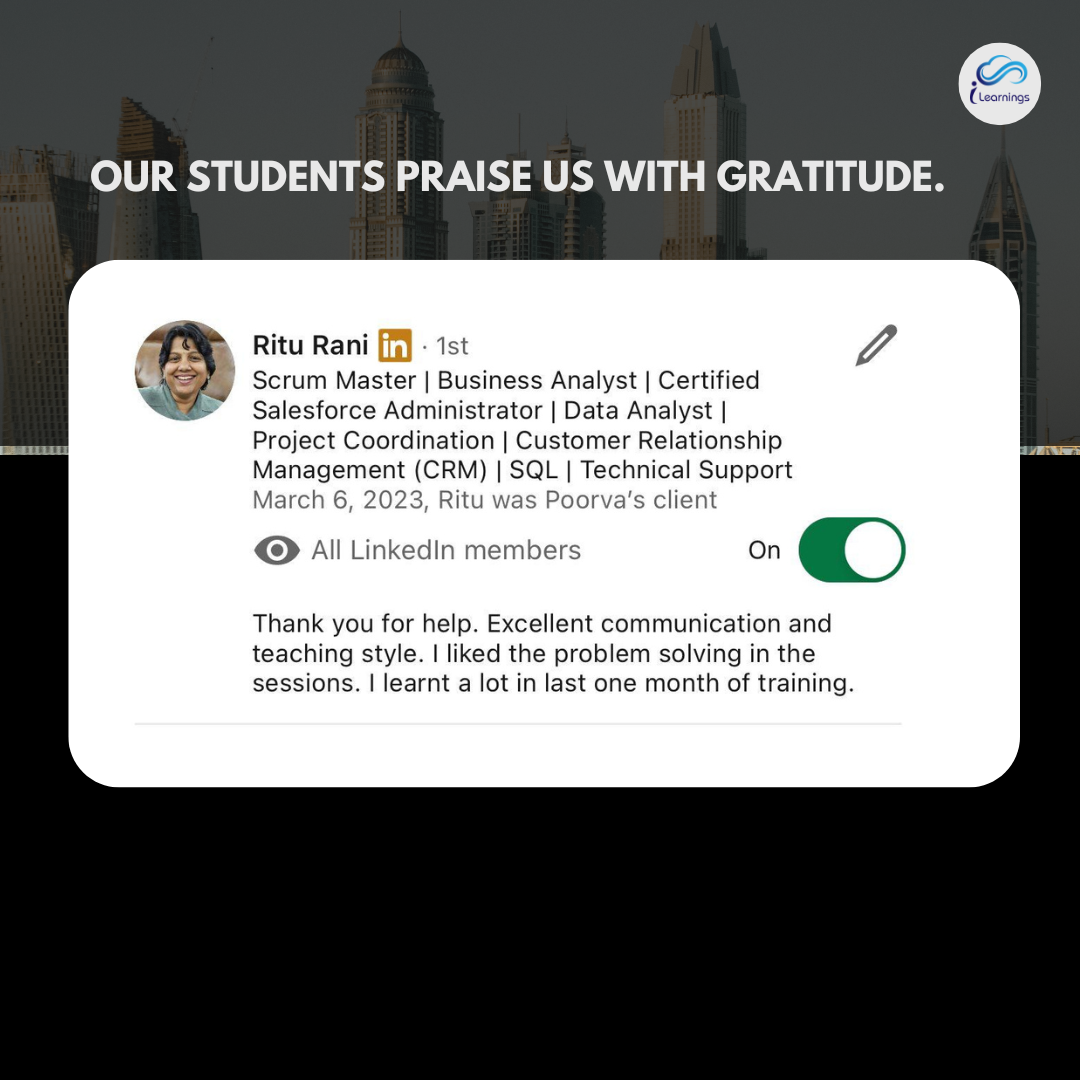 i Learnings
OUR STUDENTS PRAISE US WITH GRATITUDE.
Ritu Rani in · 1st
Scrum Master | Business Analyst | Certified
Salesforce Administrator | Data Analyst |
Project Coordination | Customer Relationship
Management (CRM) | SQL | Technical Support
March 6, 2023, Ritu was Poorva’s client
All LinkedIn members On
Thank you for help. Excellent communication and
teaching style. I liked the problem solving in the
sessions. I learnt a lot in last one month of training.